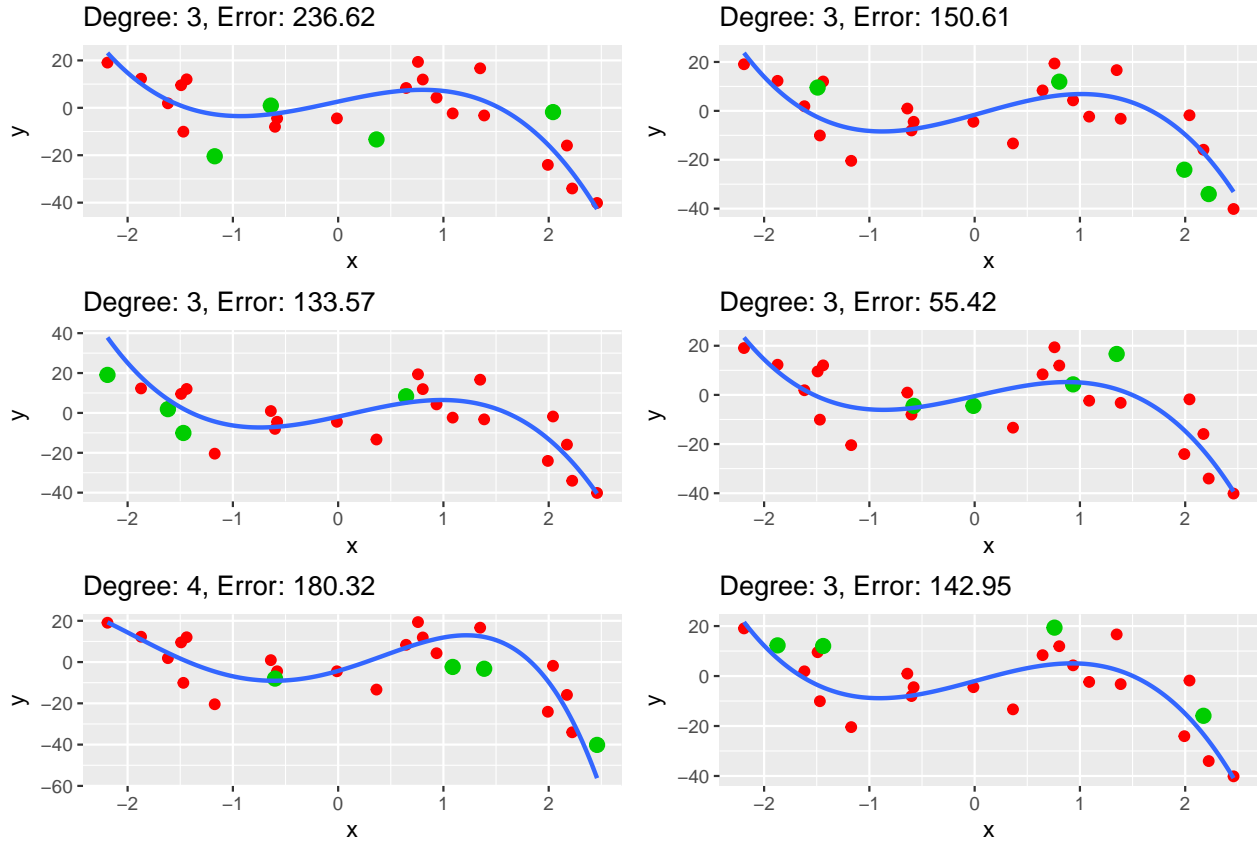 Degree: 3, Error: 236.62
Degree: 3, Error: 150.61
20
0
−20
−40
y
−2 −1 0 1 2
x
20
0
−20
−40
y
−2 −1 0 1 2
x
Degree: 3, Error: 133.57
Degree: 3, Error: 55.42
40
20
0
−20
−40
y
−2 −1 0 1 2
x
20
0
−20
−40
y
−2 −1 0 1 2
x
Degree: 4, Error: 180.32
Degree: 3, Error: 142.95
20
0
−20
−40
−60
y
−2 −1 0 1 2
x
20
0
−20
−40
y
−2 −1 0 1 2
x